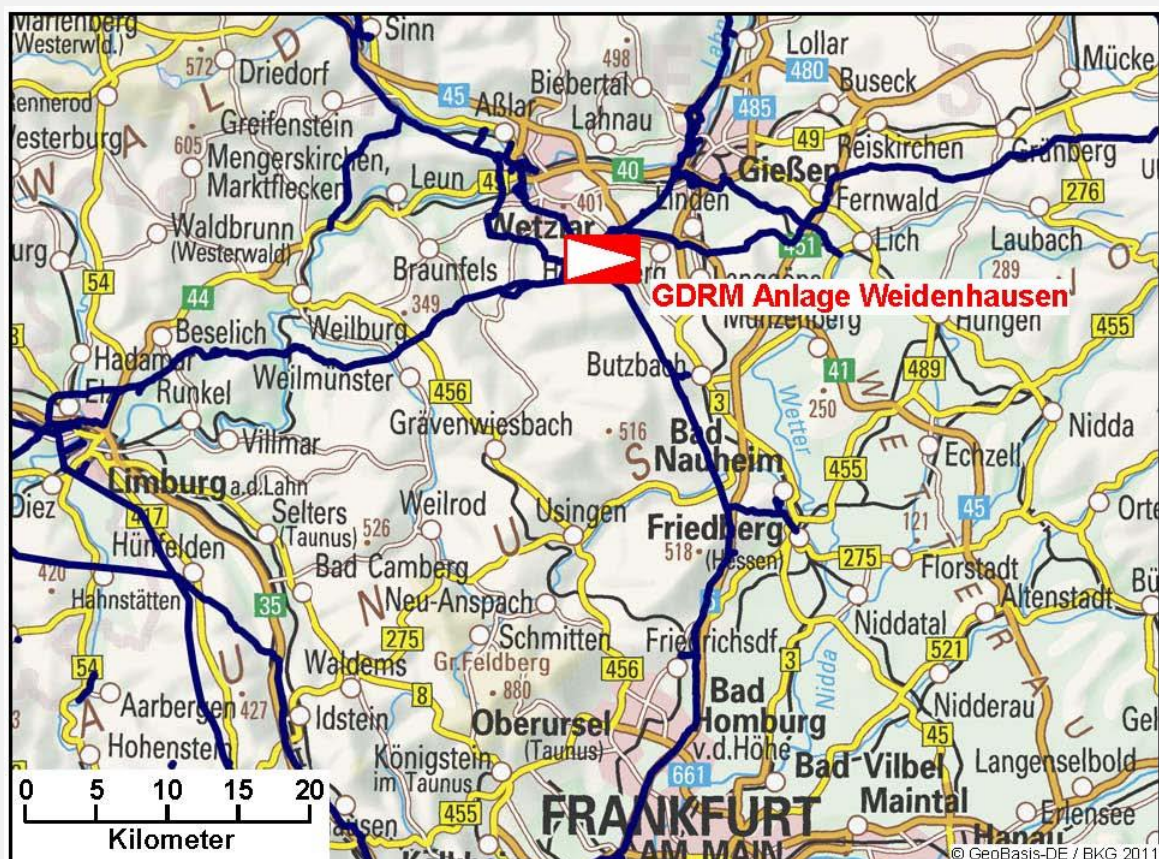 Marienberg
(Westerwld.)
Sinn
Lollar
Mücke
572
Driedorf
498
480
Biebertal
Buseck
45
Aßlar
485
Greifenstein
Lahnau
49
Reiskirchen
605
Mengerskirchen,
Marktflecken
Leun
40
Gießen
Grünberg
276
401
Linden
Fernwald
Waldbrunn
(Westerwald)
Wetzlar
451
Lich
Laubach
Braunfels
289
54
44
349
GDRM Anlage Weidenhausen
Münzenberg
Hungen
455
Beselich
Weilburg
Hadamar
Butzbach
489
Runkel
Weilmünster
41
456
3
250
Wetter
Nidda
Grävenwiesbach
516
Villmar
Bad
Nauheim
455
Echzell
Limburg a.d.Lahn
Diez
Weilrod
45
417
Selters
(Taunus)
526
Usingen
Friedberg
(Hessen)
121
Hünfelden
518
275
Florstadt
Bad Camberg
420
Hahnstätten
35
Neu-Anspach
Altenstadt
275
Schmitten
Niddatal
Friedrichsdf.
521
54
Waldems
Gr.Feldberg
880
456
3
Nidda
8
Bad
Homburg
v.d.Höhe
Nidderau
Aarbergen
427
Idstein
Oberursel
(Taunus)
45
Hohenstein
Königstein
im Taunus
661
Bad-Vilbel
Langenselbold
Maintal
455
FRANKFURT
AM MAIN
Erlensee
Hanau
0 5 10 15 20
Kilometer
© GeoBasis-DE / BKG 2011